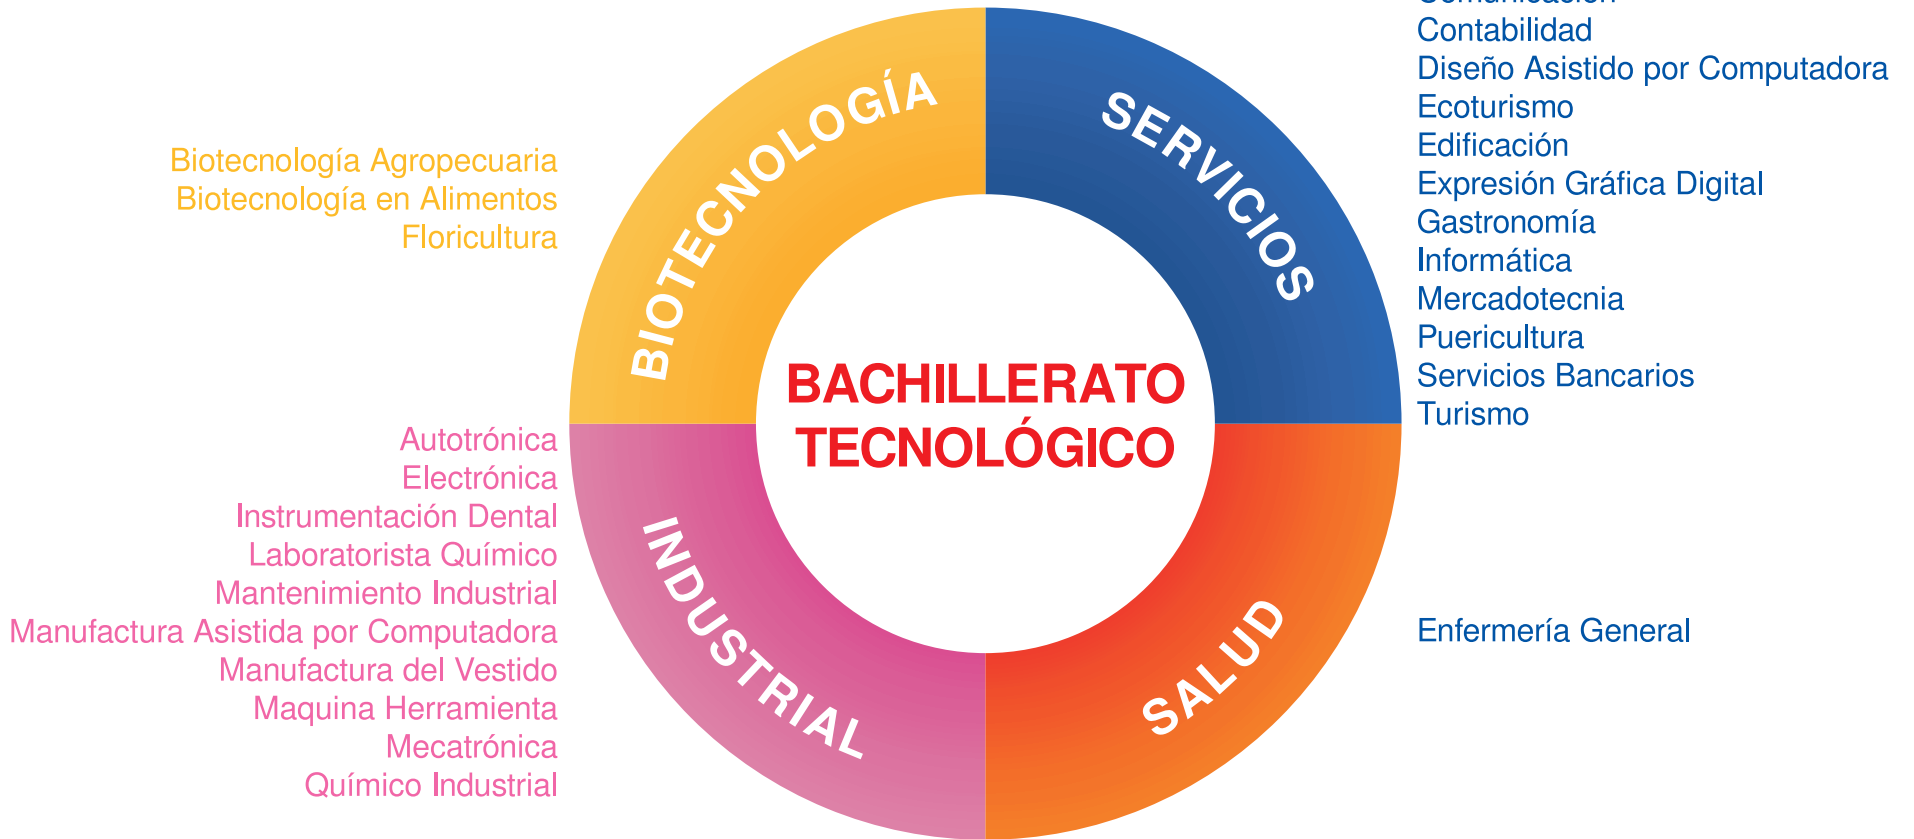 Comunicación
Contabilidad
Diseño Asistido por Computadora
Ecoturismo
Edificación
Expresión Gráfica Digital
Gastronomía
Informática
Mercadotecnia
Puericultura
Servicios Bancarios
Turismo
BIOTECNOLOGÍA
SERVICIOS
Biotecnología Agropecuaria
Biotecnología en Alimentos
Floricultura
BACHILLERATO
TECNOLÓGICO
Autotrónica
Electrónica
Instrumentación Dental
Laboratorista Químico
Mantenimiento Industrial
Manufactura Asistida por Computadora
Manufactura del Vestido
Maquina Herramienta
Mecatrónica
Químico Industrial
INDUSTRIAL
SALUD
Enfermería General